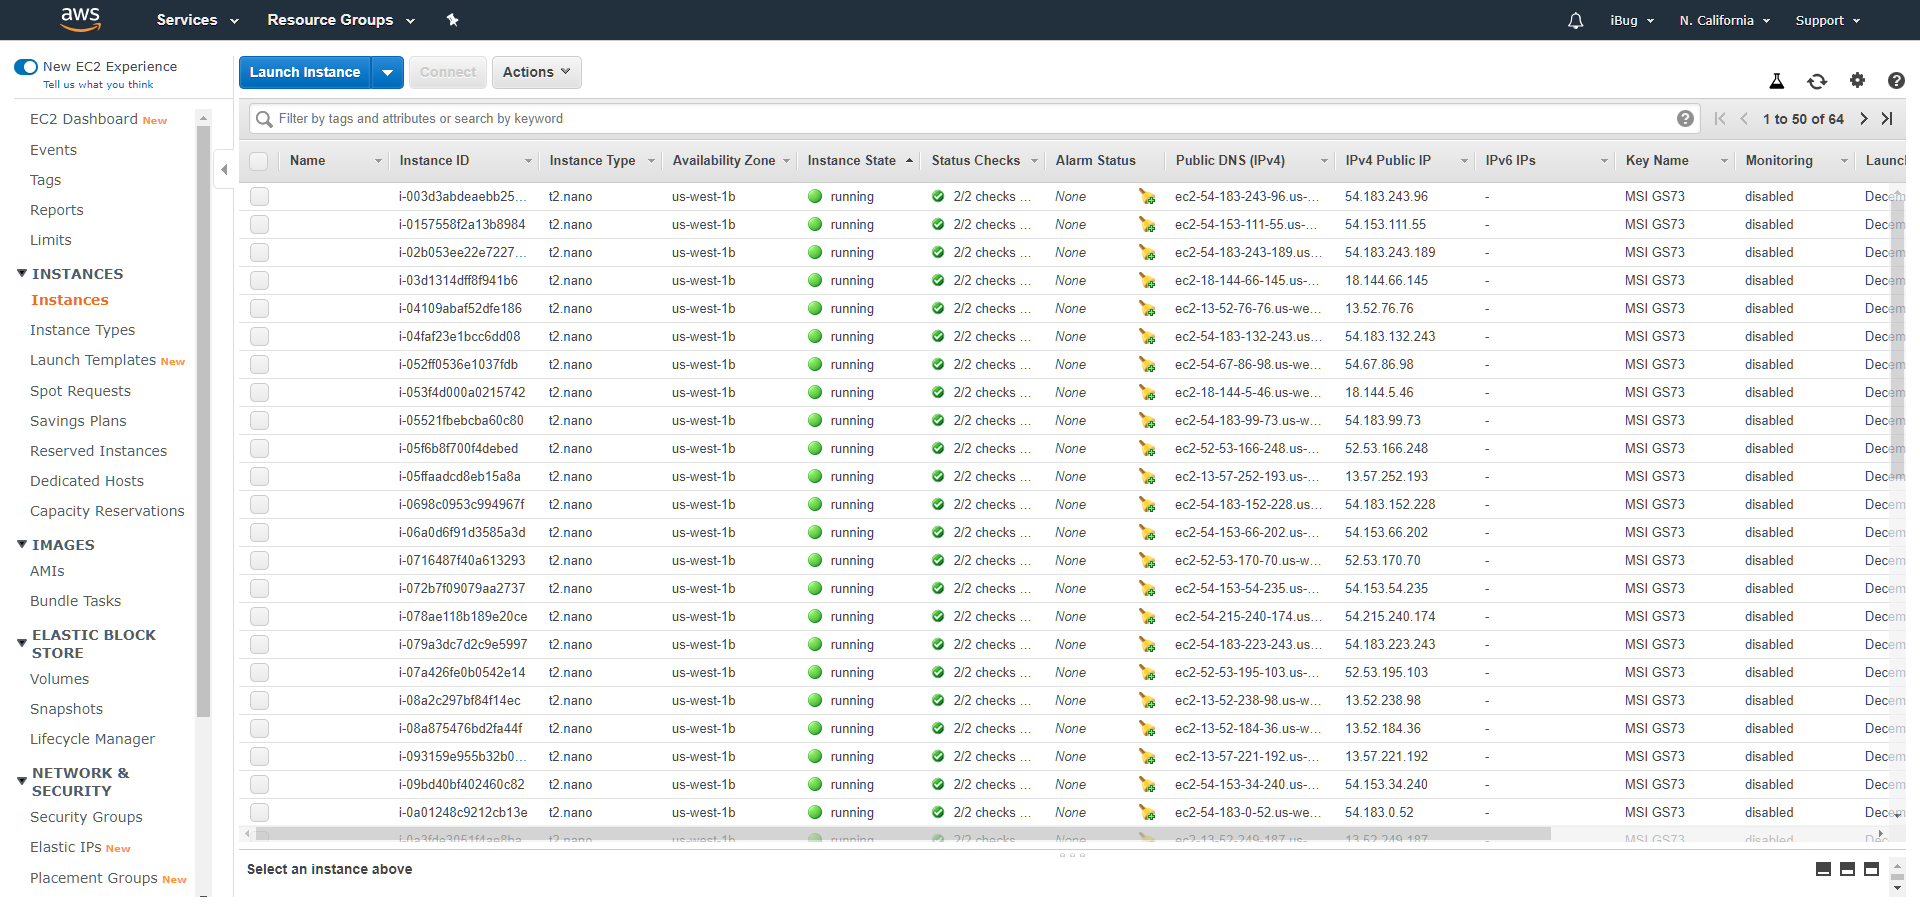 aws Services Resource Groups iBug N. California Support
New EC2 Experience
Tell us what you think
EC2 Dashboard New
Events
Tags
Reports
Limits
INSTANCES
Instances
Instance Types
Launch Templates New
Spot Requests
Savings Plans
Reserved Instances
Dedicated Hosts
Capacity Reservations
IMAGES
AMIs
Bundle Tasks
ELASTIC BLOCK
STORE
Volumes
Snapshots
Lifecycle Manager
NETWORK &
SECURITY
Security Groups
Elastic IPs New
Placement Groups New
Launch Instance Connect Actions
Filter by tags and attributes or search by keyword 1 to 50 of 64
Name Instance ID Instance Type Availability Zone Instance State Status Checks Alarm Status Public DNS (IPv4) IPv4 Public IP IPv6 IPs Key Name Monitoring Launc
i-003d3abdeaebb25... t2.nano us-west-1b running 2/2 checks ... None ec2-54-183-243-96.us-... 54.183.243.96 - MSI GS73 disabled Decem
i-0157558f2a13b8984 t2.nano us-west-1b running 2/2 checks ... None ec2-54-153-111-55.us-... 54.153.111.55 - MSI GS73 disabled Decem
i-02b053ee22e7227... t2.nano us-west-1b running 2/2 checks ... None ec2-54-183-243-189.us... 54.183.243.189 - MSI GS73 disabled Decem
i-03d1314dff8f941b6 t2.nano us-west-1b running 2/2 checks ... None ec2-18-144-66-145.us-... 18.144.66.145 - MSI GS73 disabled Decem
i-04109abaf52dfe186 t2.nano us-west-1b running 2/2 checks ... None ec2-13-52-76-76.us-we... 13.52.76.76 - MSI GS73 disabled Decem
i-04faf23e1bcc6dd08 t2.nano us-west-1b running 2/2 checks ... None ec2-54-183-132-243.us... 54.183.132.243 - MSI GS73 disabled Decem
i-052ff0536e1037fdb t2.nano us-west-1b running 2/2 checks ... None ec2-54-67-86-98.us-we... 54.67.86.98 - MSI GS73 disabled Decem
i-053f4d000a0215742 t2.nano us-west-1b running 2/2 checks ... None ec2-18-144-5-46.us-we... 18.144.5.46 - MSI GS73 disabled Decem
i-05521fbebcba60c80 t2.nano us-west-1b running 2/2 checks ... None ec2-54-183-99-73.us-w... 54.183.99.73 - MSI GS73 disabled Decem
i-05f6b8f700f4debed t2.nano us-west-1b running 2/2 checks ... None ec2-52-53-166-248.us-... 52.53.166.248 - MSI GS73 disabled Decem
i-05ffaadcd8eb15a8a t2.nano us-west-1b running 2/2 checks ... None ec2-13-57-252-193.us-... 13.57.252.193 - MSI GS73 disabled Decem
i-0698c0953c994967f t2.nano us-west-1b running 2/2 checks ... None ec2-54-183-152-228.us... 54.183.152.228 - MSI GS73 disabled Decem
i-06a0d6f91d3585a3d t2.nano us-west-1b running 2/2 checks ... None ec2-54-153-66-202.us-... 54.153.66.202 - MSI GS73 disabled Decem
i-0716487f40a613293 t2.nano us-west-1b running 2/2 checks ... None ec2-52-53-170-70.us-w... 52.53.170.70 - MSI GS73 disabled Decem
i-072b7f09079aa2737 t2.nano us-west-1b running 2/2 checks ... None ec2-54-153-54-235.us-... 54.153.54.235 - MSI GS73 disabled Decem
i-078ae118b189e20ce t2.nano us-west-1b running 2/2 checks ... None ec2-54-215-240-174.us... 54.215.240.174 - MSI GS73 disabled Decem
i-079a3dc7d2c9e5997 t2.nano us-west-1b running 2/2 checks ... None ec2-54-183-223-243.us... 54.183.223.243 - MSI GS73 disabled Decem
i-07a426fe0b0542e14 t2.nano us-west-1b running 2/2 checks ... None ec2-52-53-195-103.us-... 52.53.195.103 - MSI GS73 disabled Decem
i-08a2c297bf84f14ec t2.nano us-west-1b running 2/2 checks ... None ec2-13-52-238-98.us-w... 13.52.238.98 - MSI GS73 disabled Decem
i-08a875476bd2fa44f t2.nano us-west-1b running 2/2 checks ... None ec2-13-52-184-36.us-w... 13.52.184.36 - MSI GS73 disabled Decem
i-093159e955b32b0... t2.nano us-west-1b running 2/2 checks ... None ec2-13-57-221-192.us-... 13.57.221.192 - MSI GS73 disabled Decem
i-09bd40bf402460c82 t2.nano us-west-1b running 2/2 checks ... None ec2-54-153-34-240.us-... 54.153.34.240 - MSI GS73 disabled Decem
i-0a01248c9212cb13e t2.nano us-west-1b running 2/2 checks ... None ec2-54-183-0-52.us-we... 54.183.0.52 - MSI GS73 disabled Decem
t2.nano us-west-1b running 2/2 checks ... None ec2-13-52-249-187.us-... 13.52.249.187 - MSI GS73 disabled Decem
Select an instance above